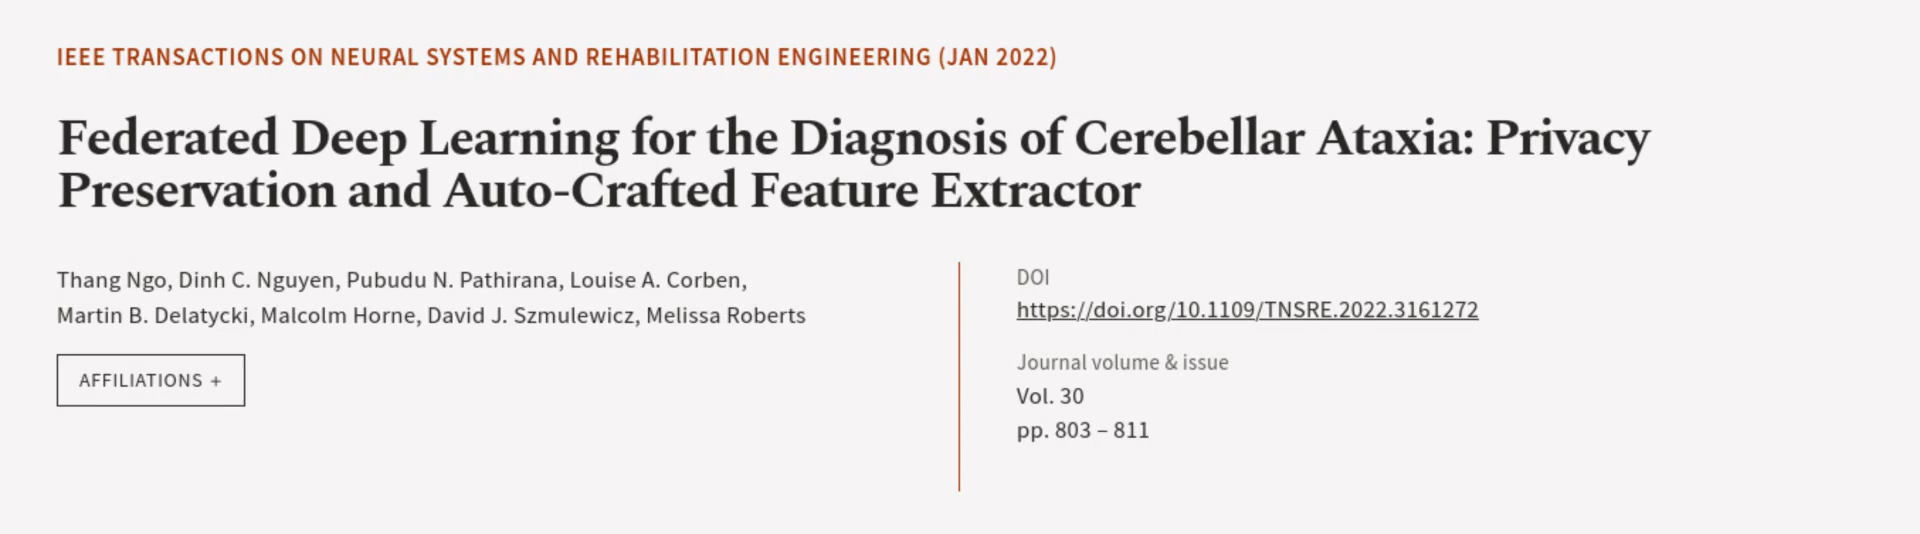 IEEE TRANSACTIONS ON NEURAL SYSTEMS AND REHABILITATION ENGINEERING (JAN 2022)
Federated Deep Learning for the Diagnosis of Cerebellar Ataxia: Privacy
Preservation and Auto-Crafted Feature Extractor
Thang Ngo, Dinh C. Nguyen, Pubudu N. Pathirana, Louise A. Corben,
Martin B. Delatycki, Malcolm Horne, David J. Szmulewicz, Melissa Roberts
AFFILIATIONS +
DOI
https://doi.org/10.1109/TNSRE.2022.3161272
Journal volume & issue
Vol. 30
pp. 803 – 811